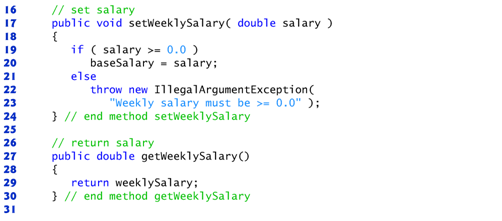 16 // set salary
17 public void setWeeklySalary( double salary )
18 {
19 if ( salary >= 0.0 )
20 baseSalary = salary;
21 else
22 throw new IllegalArgumentException(
23 "Weekly salary must be >= 0.0" );
24 } // end method setWeeklySalary
25
26 // return salary
27 public double getWeeklySalary()
28 {
29 return weeklySalary;
30 } // end method getWeeklySalary
31